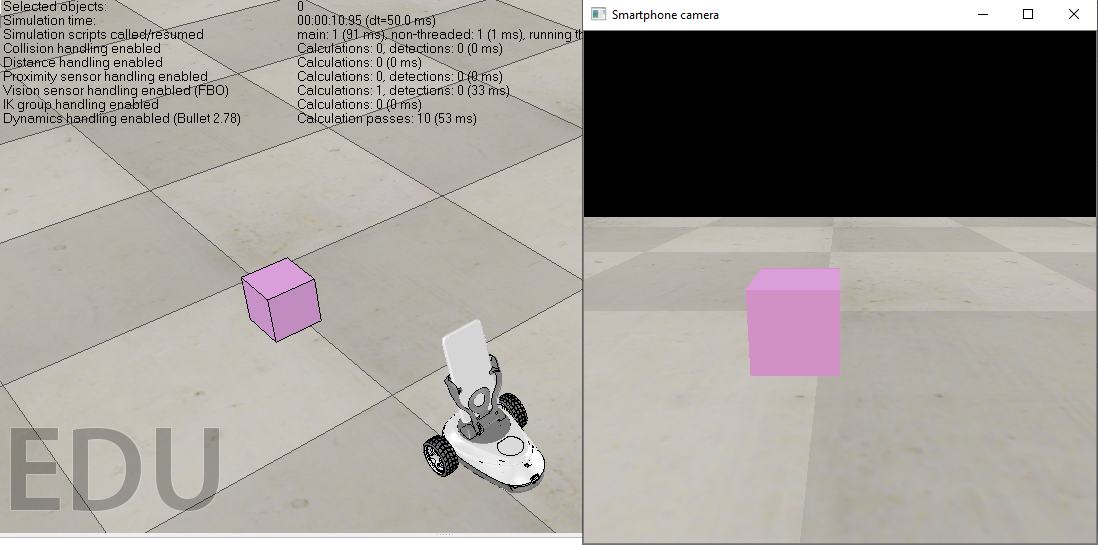 Selected objects: 0
Simulation time: 00:00:10.95 (dt=50.0 ms)
Simulation scripts called/resumed main: 1 (91 ms), non-threaded: 1 (1 ms), running th
Collision handling enabled Calculations: 0, detections: 0 (0 ms)
Distance handling enabled Calculations: 0 (0 ms)
Proximity sensor handling enabled Calculations: 0, detections: 0 (0 ms)
Vision sensor handling enabled (FBO) Calculations: 1, detections: 0 (33 ms)
IK group handling enabled Calculations: 0 (0 ms)
Dynamics handling enabled (Bullet 2.78) Calculation passes: 10 (53 ms)
EDU
Smartphone camera